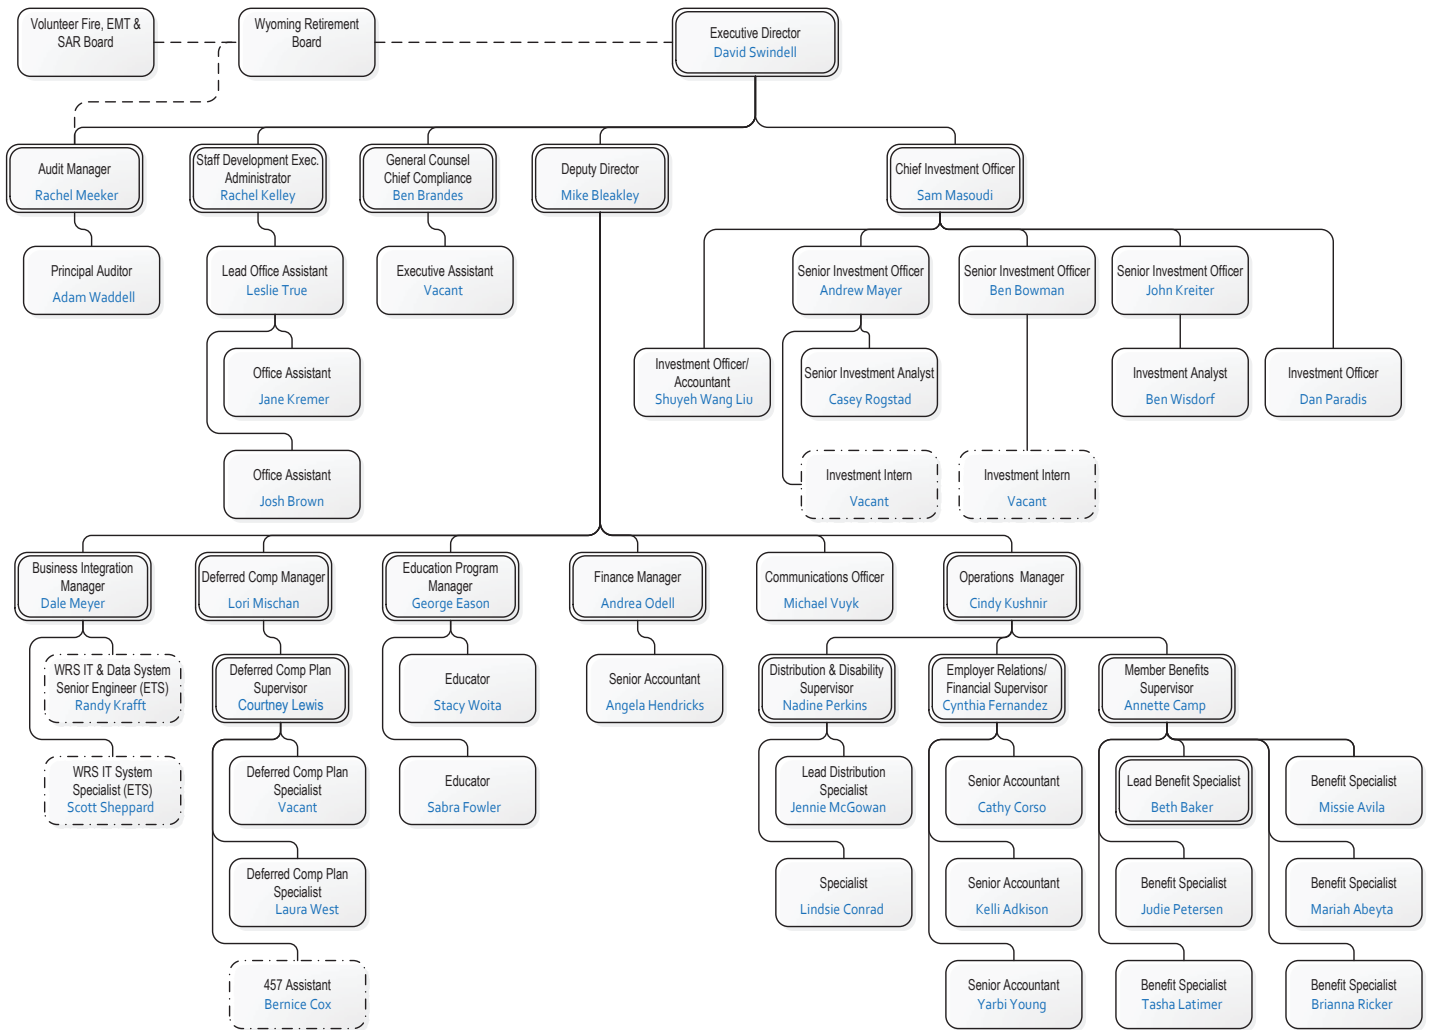 Volunteer Fire, EMT &
SAR Board
Wyoming Retirement
Board
Executive Director
David Swindell
Audit Manager
Rachel Meeker
Staff Development Exec.
Administrator
Rachel Kelley
General Counsel
Chief Compliance
Ben Brandes
Deputy Director
Mike Bleakley
Chief Investment Officer
Sam Masoudi
Principal Auditor
Adam Waddell
Lead Office Assistant
Leslie True
Executive Assistant
Vacant
Senior Investment Officer
Andrew Mayer
Senior Investment Officer
Ben Bowman
Senior Investment Officer
John Kreiter
Office Assistant
Jane Kremer
Investment Officer/
Accountant
Shuyeh Wang Liu
Senior Investment Analyst
Casey Rogstad
Investment Analyst
Ben Wisdorf
Investment Officer
Dan Paradis
Office Assistant
Josh Brown
Investment Intern
Vacant
Investment Intern
Vacant
Business Integration
Manager
Dale Meyer
Deferred Comp Manager
Lori Mischan
Education Program
Manager
George Eason
Finance Manager
Andrea Odell
Communications Officer
Michael Vuyk
Operations Manager
Cindy Kushnir
WRS IT & Data System
Senior Engineer (ETS)
Randy Krafft
Deferred Comp Plan
Supervisor
Courtney Lewis
Educator
Stacy Woita
Senior Accountant
Angela Hendricks
Distribution & Disability
Supervisor
Nadine Perkins
Employer Relations/
Financial Supervisor
Cynthia Fernandez
Member Benefits
Supervisor
Annette Camp
WRS IT System
Specialist (ETS)
Scott Sheppard
Deferred Comp Plan
Specialist
Vacant
Educator
Sabra Fowler
Lead Distribution
Specialist
Jennie McGowan
Senior Accountant
Cathy Corso
Lead Benefit Specialist
Beth Baker
Benefit Specialist
Missie Avila
Deferred Comp Plan
Specialist
Laura West
Specialist
Lindsie Conrad
Senior Accountant
Kelli Adkison
Benefit Specialist
Judie Petersen
Benefit Specialist
Mariah Abeyta
457 Assistant
Bernice Cox
Senior Accountant
Yarbi Young
Benefit Specialist
Tasha Latimer
Benefit Specialist
Brianna Ricker